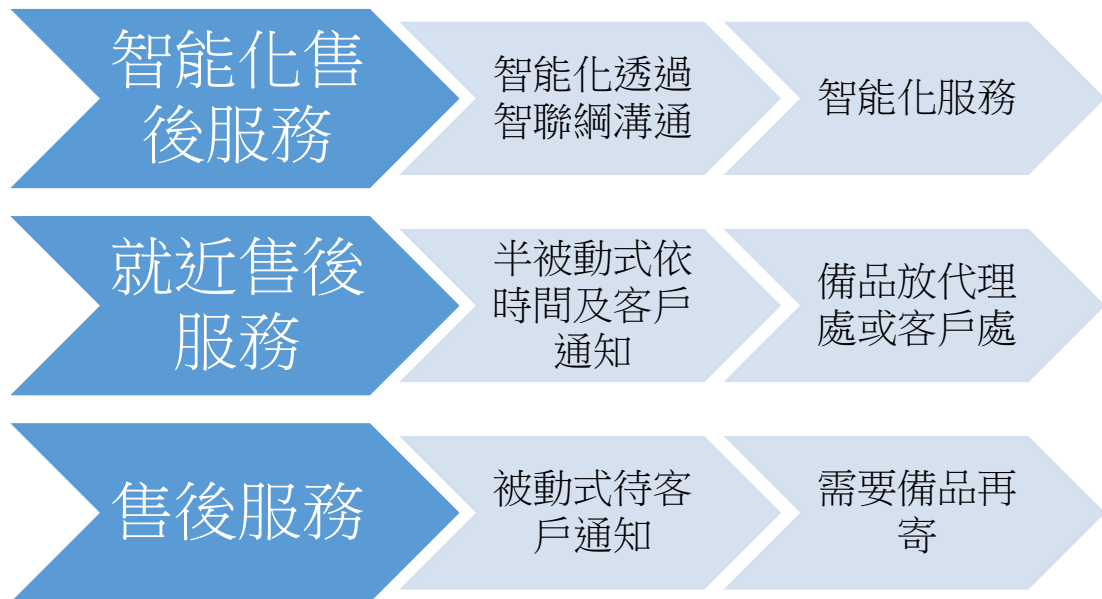 智能化售
後服務
智能化透過
智聯網溝通
智能化服務
就近售後
服務
半被動式依
時間及客戶
通知
備品放代理
處或客戶處
售後服務
被動式待客
戶通知
需要備品再
寄